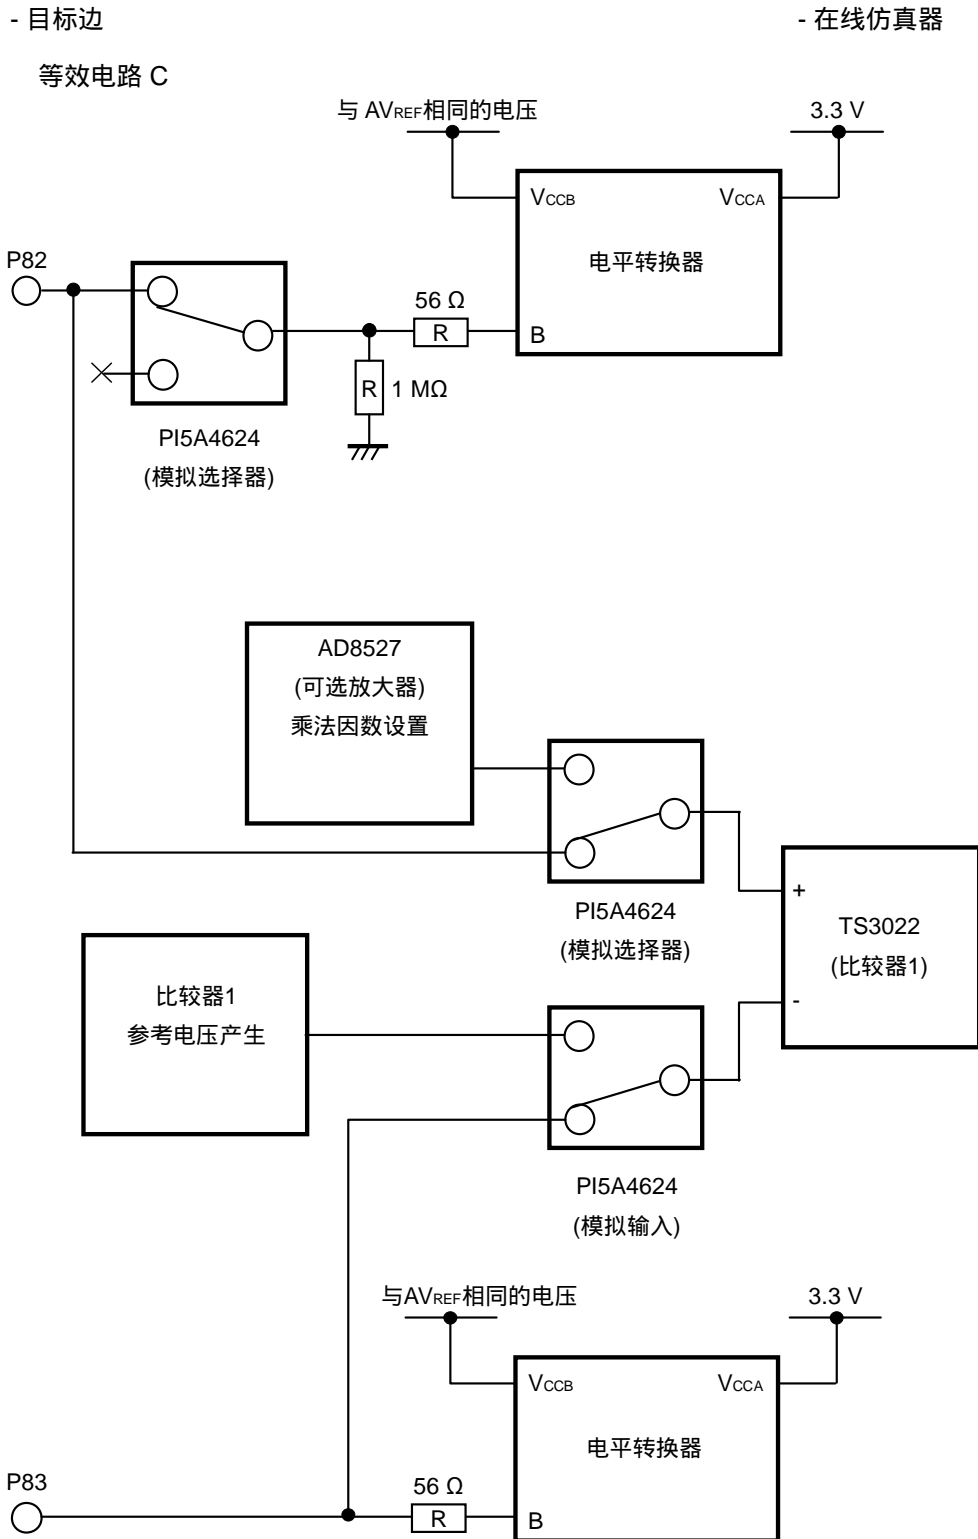 - 目标边
- 在线仿真器
等效电路 C
与 AVREF相同的电压
3.3 V
VCCB
VCCA
电平转换器
P82
56 Ω
R
B
R
1 MΩ
PI5A4624
(模拟选择器)
AD8527
(可选放大器)
乘法因数设置
PI5A4624
(模拟选择器)
+
TS3022
(比较器1)
-
比较器1
参考电压产生
PI5A4624
(模拟输入)
与AVREF相同的电压
3.3 V
VCCB
VCCA
电平转换器
P83
56 Ω
R
B